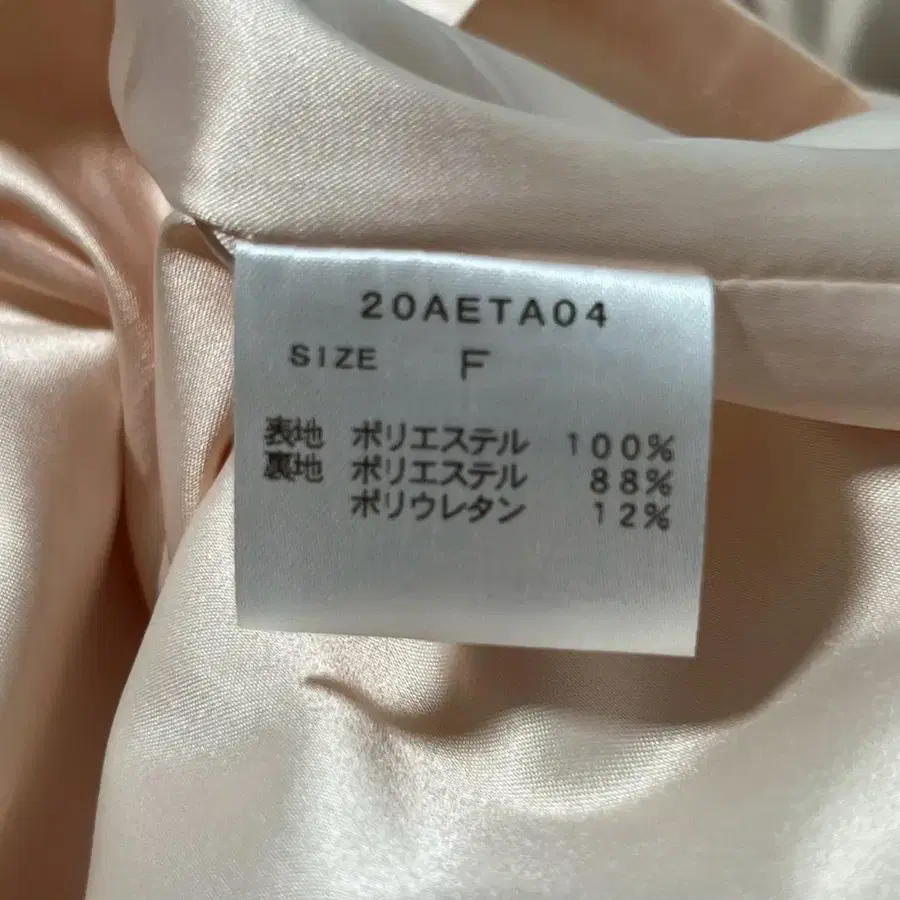 20AETA04
SIZE F
表地 ポリエステル 100%
裏地 ポリエステル 88%
ポリウレタン 12%